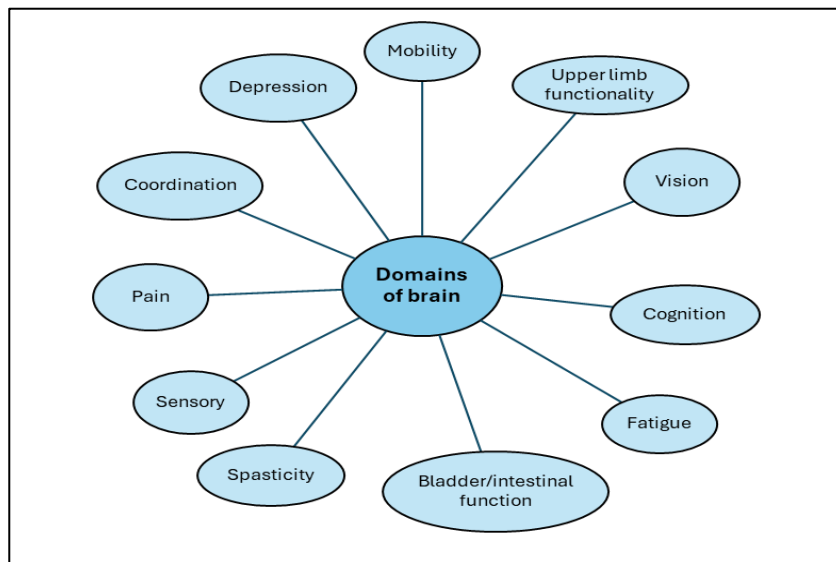 Mobility
Upper limb
functionality
Depression
Vision
Coordination
Domains
of brain
Pain
Cognition
Sensory
Fatigue
Spasticity
Bladder/intestinal
function